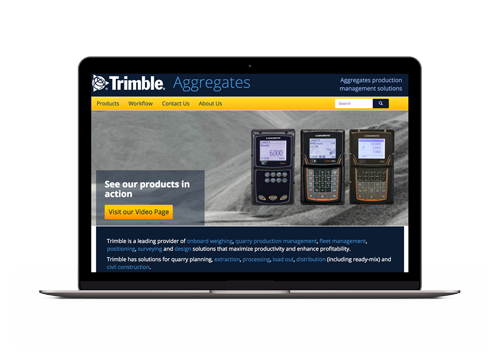 Trimble. Aggregates
Aggregates production
management solutions
Products Workflow Contact Us About Us
Search
See our products in
action
Visit our Video Page
Trimble is a leading provider of onboard weighing, quarry production management, fleet management,
positioning, surveying and design solutions that maximize productivity and enhance profitability.
Trimble has solutions for quarry planning, extraction, processing, load out, distribution (including ready-mix) and
civil construction.